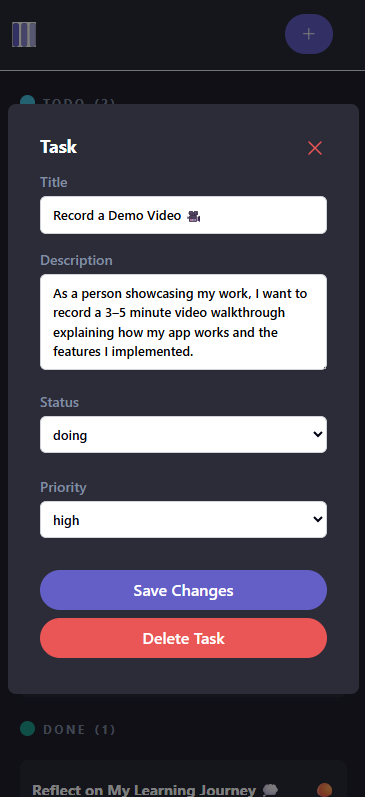 +
TODO (2)
Task
Title
Record a Demo Video 🎥
Description
As a person showcasing my work, I want to
record a 3–5 minute video walkthrough
explaining how my app works and the
features I implemented.
Status
doing
Priority
high
Save Changes
Delete Task
DONE (1)
Reflect on My Learning Journey 💭